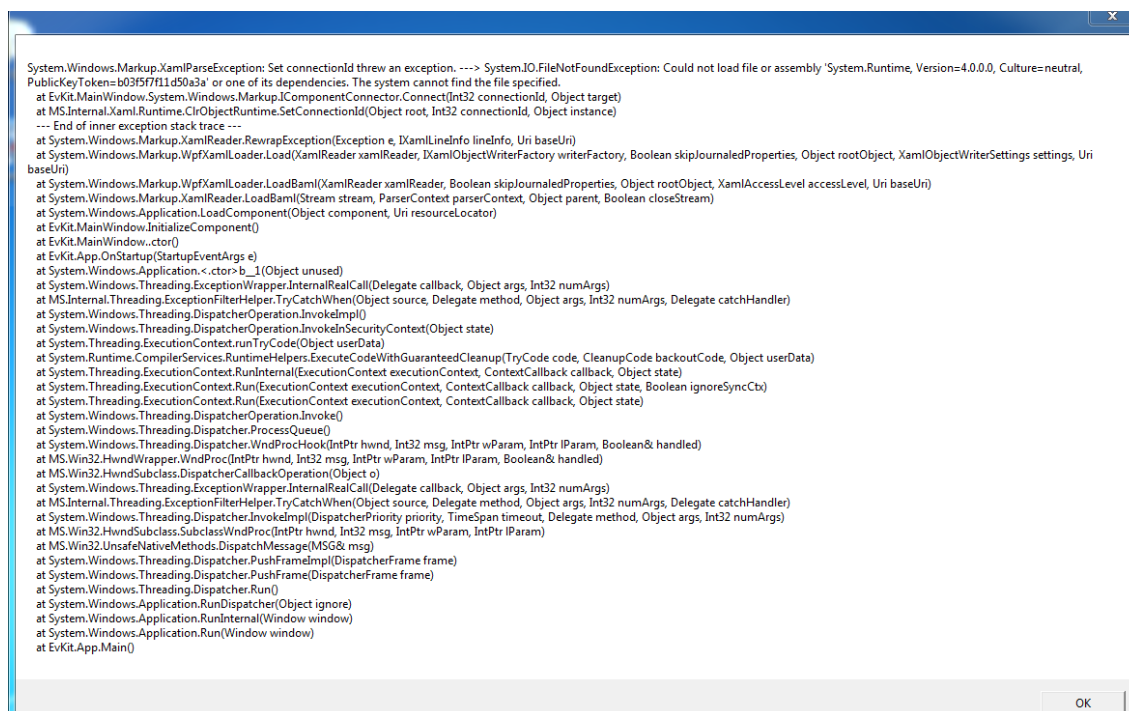 x
System.Windows.Markup.XamlParseException: Set connectionId threw an exception. ---> System.IO.FileNotFoundException: Could not load file or assembly 'System.Runtime, Version=4.0.0.0, Culture=neutral,
PublicKeyToken=b03f5f7f11d50a3a' or one of its dependencies. The system cannot find the file specified.
at EvKit.MainWindow.System.Windows.Markup.IComponentConnector.Connect(Int32 connectionId, Object target)
at MS.Internal.Xaml.Runtime.ClrObjectRuntime.SetConnectionId(Object root, Int32 connectionId, Object instance)
--- End of inner exception stack trace ---
at System.Windows.Markup.XamlReader.RewrapException(Exception e, IXamlLineInfo lineInfo, Uri baseUri)
at System.Windows.Markup.WpfXamlLoader.Load(XamlReader xamlReader, IXamlObjectWriterFactory writerFactory, Boolean skipJournaledProperties, Object rootObject, XamlObjectWriterSettings settings, Uri
baseUri)
at System.Windows.Markup.WpfXamlLoader.LoadBaml(XamlReader xamlReader, Boolean skipJournaledProperties, Object rootObject, XamlAccessLevel accessLevel, Uri baseUri)
at System.Windows.Markup.XamlReader.LoadBaml(Stream stream, ParserContext parserContext, Object parent, Boolean closeStream)
at System.Windows.Application.LoadComponent(Object component, Uri resourceLocator)
at EvKit.MainWindow.InitializeComponent()
at EvKit.MainWindow..ctor()
at EvKit.App.OnStartup(StartupEventArgs e)
at System.Windows.Application.<.ctor>b__1(Object unused)
at System.Windows.Threading.ExceptionWrapper.InternalRealCall(Delegate callback, Object args, Int32 numArgs)
at MS.Internal.Threading.ExceptionFilterHelper.TryCatchWhen(Object source, Delegate method, Object args, Int32 numArgs, Delegate catchHandler)
at System.Windows.Threading.DispatcherOperation.InvokeImpl()
at System.Windows.Threading.DispatcherOperation.InvokeInSecurityContext(Object state)
at System.Threading.ExecutionContext.runTryCode(Object userData)
at System.Runtime.CompilerServices.RuntimeHelpers.ExecuteCodeWithGuaranteedCleanup(TryCode code, CleanupCode backoutCode, Object userData)
at System.Threading.ExecutionContext.RunInternal(ExecutionContext executionContext, ContextCallback callback, Object state)
at System.Threading.ExecutionContext.Run(ExecutionContext executionContext, ContextCallback callback, Object state, Boolean ignoreSyncCtx)
at System.Threading.ExecutionContext.Run(ExecutionContext executionContext, ContextCallback callback, Object state)
at System.Windows.Threading.DispatcherOperation.Invoke()
at System.Windows.Threading.Dispatcher.ProcessQueue()
at System.Windows.Threading.Dispatcher.WndProcHook(IntPtr hwnd, Int32 msg, IntPtr wParam, IntPtr lParam, Boolean& handled)
at MS.Win32.HwndWrapper.WndProc(IntPtr hwnd, Int32 msg, IntPtr wParam, IntPtr lParam, Boolean& handled)
at MS.Win32.HwndSubclass.DispatcherCallbackOperation(Object o)
at System.Windows.Threading.ExceptionWrapper.InternalRealCall(Delegate callback, Object args, Int32 numArgs)
at MS.Internal.Threading.ExceptionFilterHelper.TryCatchWhen(Object source, Delegate method, Object args, Int32 numArgs, Delegate catchHandler)
at System.Windows.Threading.Dispatcher.InvokeImpl(DispatcherPriority priority, TimeSpan timeout, Delegate method, Object args, Int32 numArgs)
at MS.Win32.HwndSubclass.SubclassWndProc(IntPtr hwnd, Int32 msg, IntPtr wParam, IntPtr lParam)
at MS.Win32.UnsafeNativeMethods.DispatchMessage(MSG& msg)
at System.Windows.Threading.Dispatcher.PushFrameImpl(DispatcherFrame frame)
at System.Windows.Threading.Dispatcher.PushFrame(DispatcherFrame frame)
at System.Windows.Threading.Dispatcher.Run()
at System.Windows.Application.RunDispatcher(Object ignore)
at System.Windows.Application.RunInternal(Window window)
at System.Windows.Application.Run(Window window)
at EvKit.App.Main()
OK